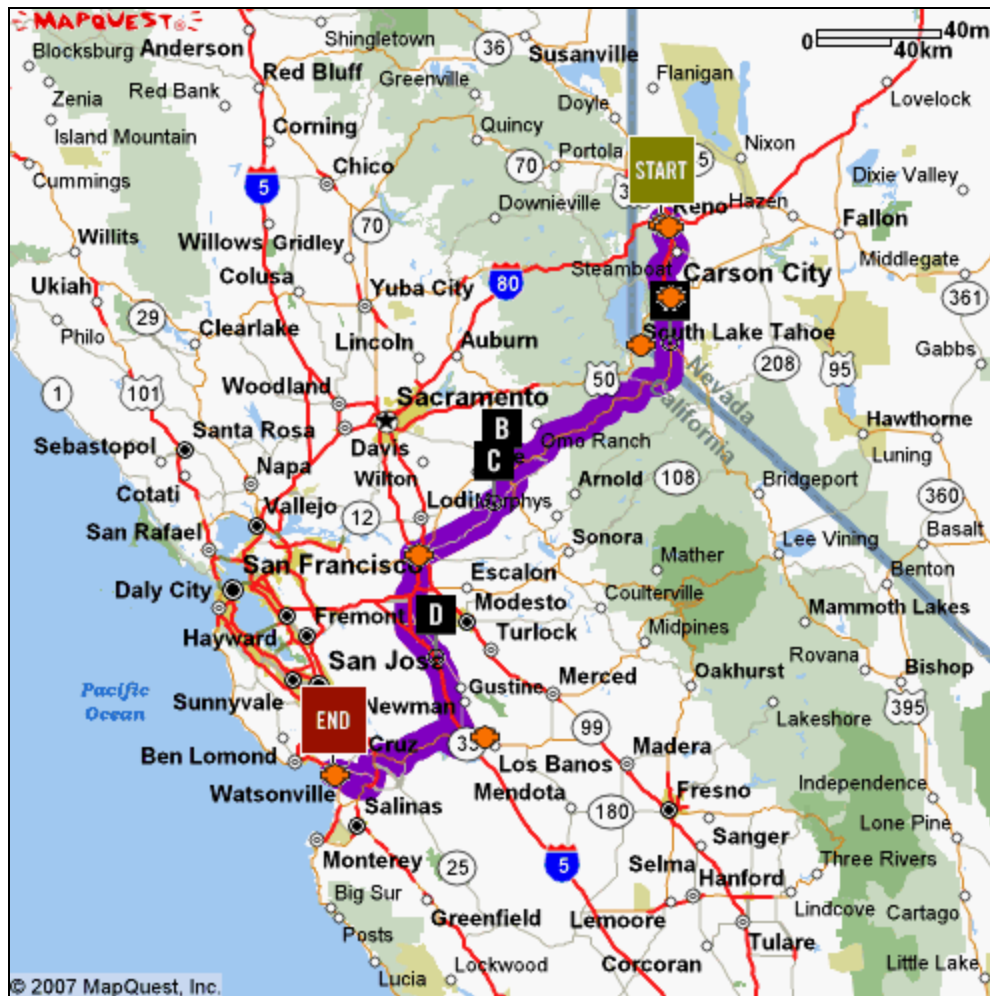 MAPQUEST
Shingletown
Blocksburg
Anderson
36
Susanville
0
40m
40km
Red Bluff
Greenville
Flanigan
Zenia
Red Bank
Doyle
Lovelock
Island Mountain
Corning
Quincy
Nixon
Chico
70
Portola
START
5
Cummings
5
Dixie Valley
Downieville
3
Reno
Hazen
Fallon
Willits
Willows
Gridley
70
Middlegate
Steamboat
Carson City
Ukiah
Colusa
Yuba City
80
361
Philo
29
Clearlake
Lincoln
Auburn
South Lake Tahoe
Gabbs
1
101
Woodland
50
208
95
Nevada
California
Sacramento
Hawthorne
Sebastopol
Santa Rosa
Davis
B
Omo Ranch
Luning
Napa
Wilton
C
e
Cotati
Vallejo
Lodi
Murphys
Arnold
108
Bridgeport
360
San Rafael
12
Basalt
Sonora
Lee Vining
San Francisco
Mather
Daly City
Escalon
Coulterville
Benton
Fremont
D
Modesto
Mammoth Lakes
Hayward
Turlock
Midpines
San Jose
Rovana
Bishop
Pacific
Ocean
Sunnyvale
Gustine
Merced
Oakhurst
395
END
Newman
Lakeshore
Cruz
33
99
Madera
Ben Lomond
Los Banos
Independence
Watsonville
Mendota
Fresno
Salinas
180
Lone Pine
Sanger
Monterey
25
5
Selma
Three Rivers
Hanford
Big Sur
Greenfield
Lemoore
Lindcove
Cartago
Posts
Tulare
Lucia
Lockwood
Corcoran
Little Lake
© 2007 MapQuest, Inc.